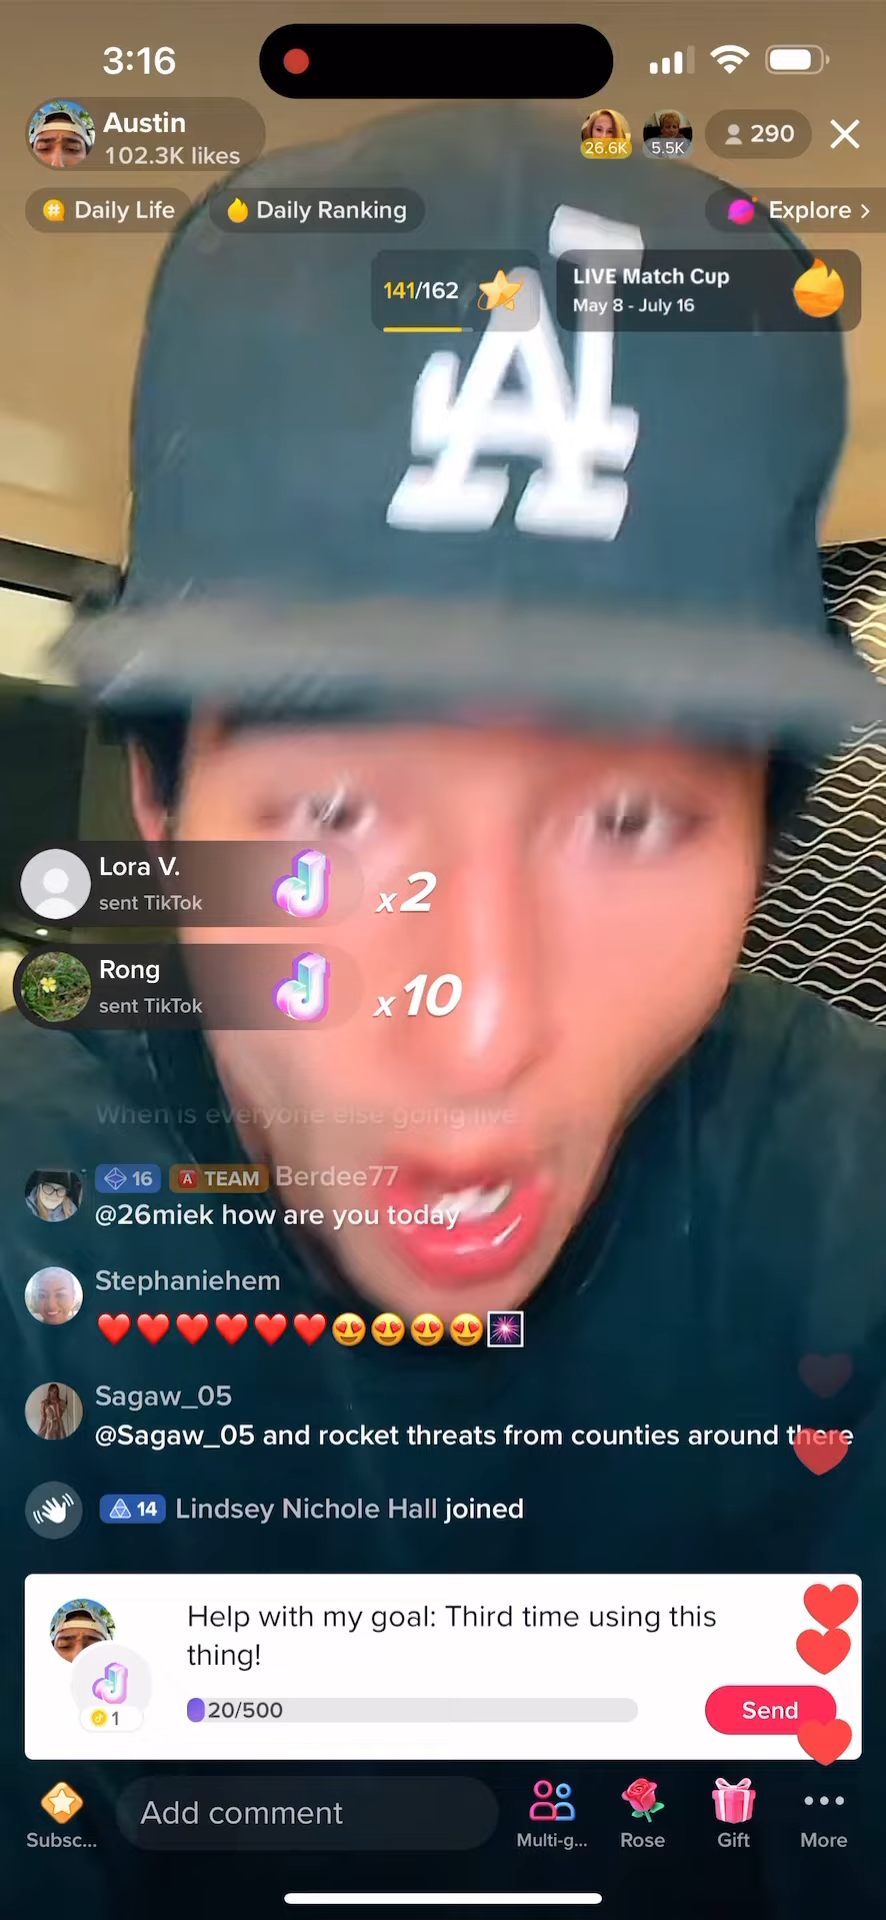 3:16
Austin
102.3K likes
26.6K
5.5K
290
Daily Life
Daily Ranking
Explore >
141/162
LIVE Match Cup
May 8 - July 16
LA
Lora V.
sent TikTok
x2
Rong
sent TikTok
x10
When is everyone else going live
16 A TEAM Berdee77
@26miek how are you today
Stephaniehem
❤️❤️❤️❤️❤️❤️😍😍😍😍🎆
Sagaw_05
@Sagaw_05 and rocket threats from counties around there
14 Lindsey Nichole Hall joined
Help with my goal: Third time using this
thing!
1
20/500
Send
Subsc...
Add comment
Multi-g...
Rose
Gift
More